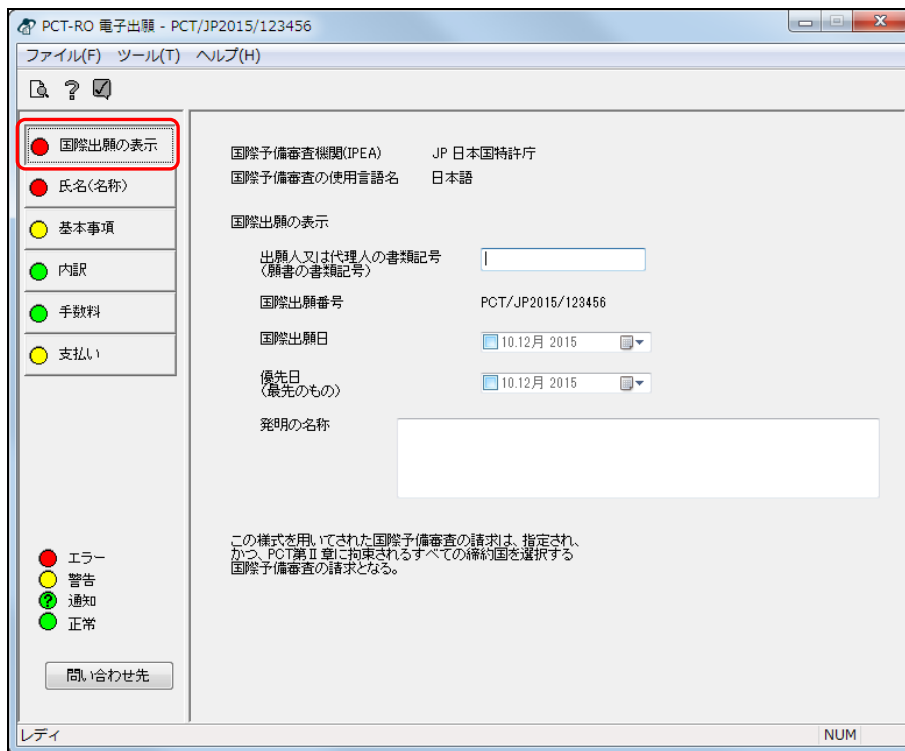 PCT-RO 電子出願 - PCT/JP2015/123456
ファイル(F) ツール(T) ヘルプ(H)
国際出願の表示
氏名(名称)
基本事項
内訳
手数料
支払い
エラー
警告
通知
正常
問い合わせ先
国際予備審査機関(IPEA) JP 日本国特許庁
国際予備審査の使用言語名 日本語
国際出願の表示
出願人又は代理人の書類記号
(願書の書類記号)
国際出願番号 PCT/JP2015/123456
国際出願日 10.12月 2015
優先日
(最先のもの) 10.12月 2015
発明の名称
この様式を用いてされた国際予備審査の請求は、指定され、
かつ、PCT第Ⅱ章に拘束されるすべての締約国を選択する
国際予備審査の請求となる。
レディ NUM